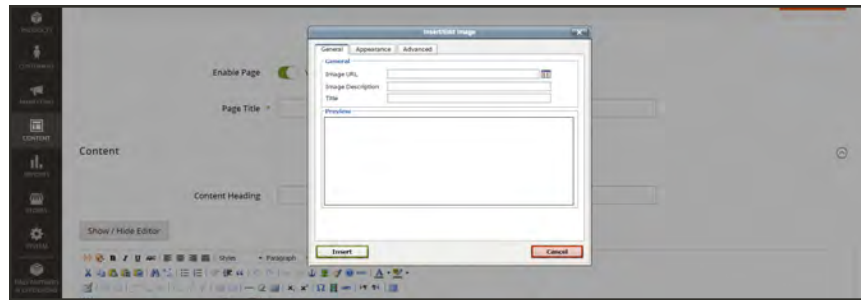 PRODUCTS
CUSTOMERS
MARKETING
CONTENT
REPORTS
STORES
SYSTEM
FIND PARTNERS
& EXTENSIONS
Enable Page
Page Title *
Content
Content Heading
Show / Hide Editor
B I U ABC Styles Paragraph
Insert/Edit Image
General Appearance Advanced
General
Image URL
Image Description
Title
Preview
Insert Cancel